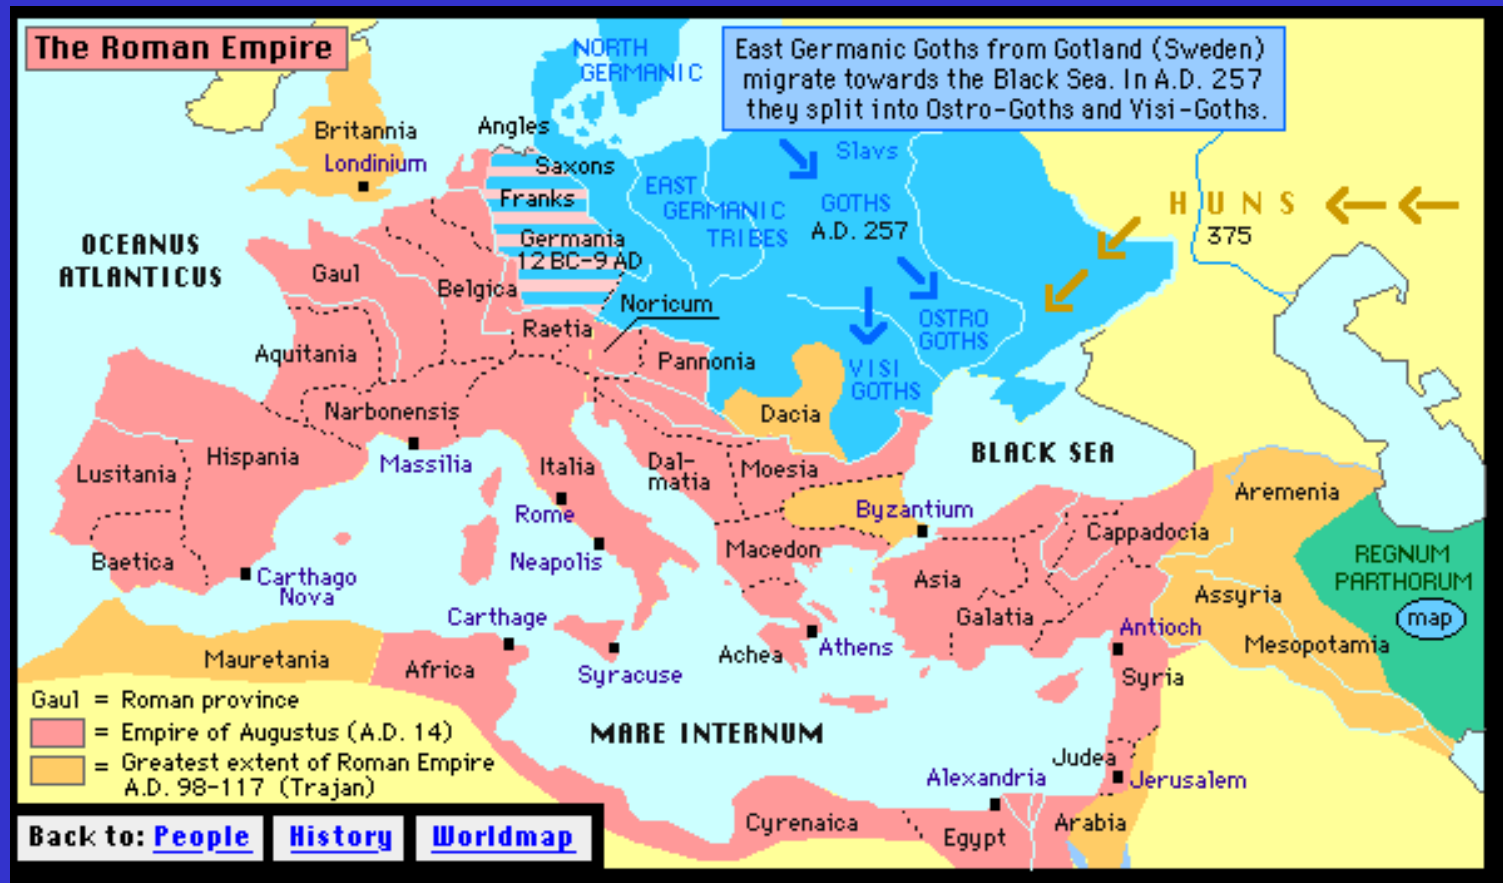 The Roman Empire
East Germanic Goths from Gotland (Sweden)
migrate towards the Black Sea. In A.D. 257
they split into Ostro-Goths and Visi-Goths.
NORTH
GERMANIC
Britannia
Londinium
Angles
Saxons
Franks
Germania
12 BC-9 AD
EAST
GERMANIC
TRIBES
Slavs
GOTHS
A.D. 257
HUNS
375
OCEANUS
ATLANTICUS
Gaul
Belgica
Noricum
Raetia
Pannonia
OSTRO
GOTHS
VISI
GOTHS
Aquitania
Narbonensis
Dacia
Massilia
Hispania
Lusitania
Baetica
Carthago
Nova
Italia
Rome
Neapolis
Dal-
matia
Moesia
BLACK SEA
Byzantium
Macedon
Aremenia
Cappadocia
Asia
Galatia
REGNUM
PARTHORUM
map
Assyria
Mesopotamia
Antioch
Syria
Carthage
Syracuse
Achea
Athens
Mauretania
Africa
MARE INTERNUM
Judea
Jerusalem
Alexandria
Cyrenaica
Egypt
Arabia
Gaul = Roman province
= Empire of Augustus (A.D. 14)
= Greatest extent of Roman Empire
A.D. 98-117 (Trajan)
Back to: People History Worldmap